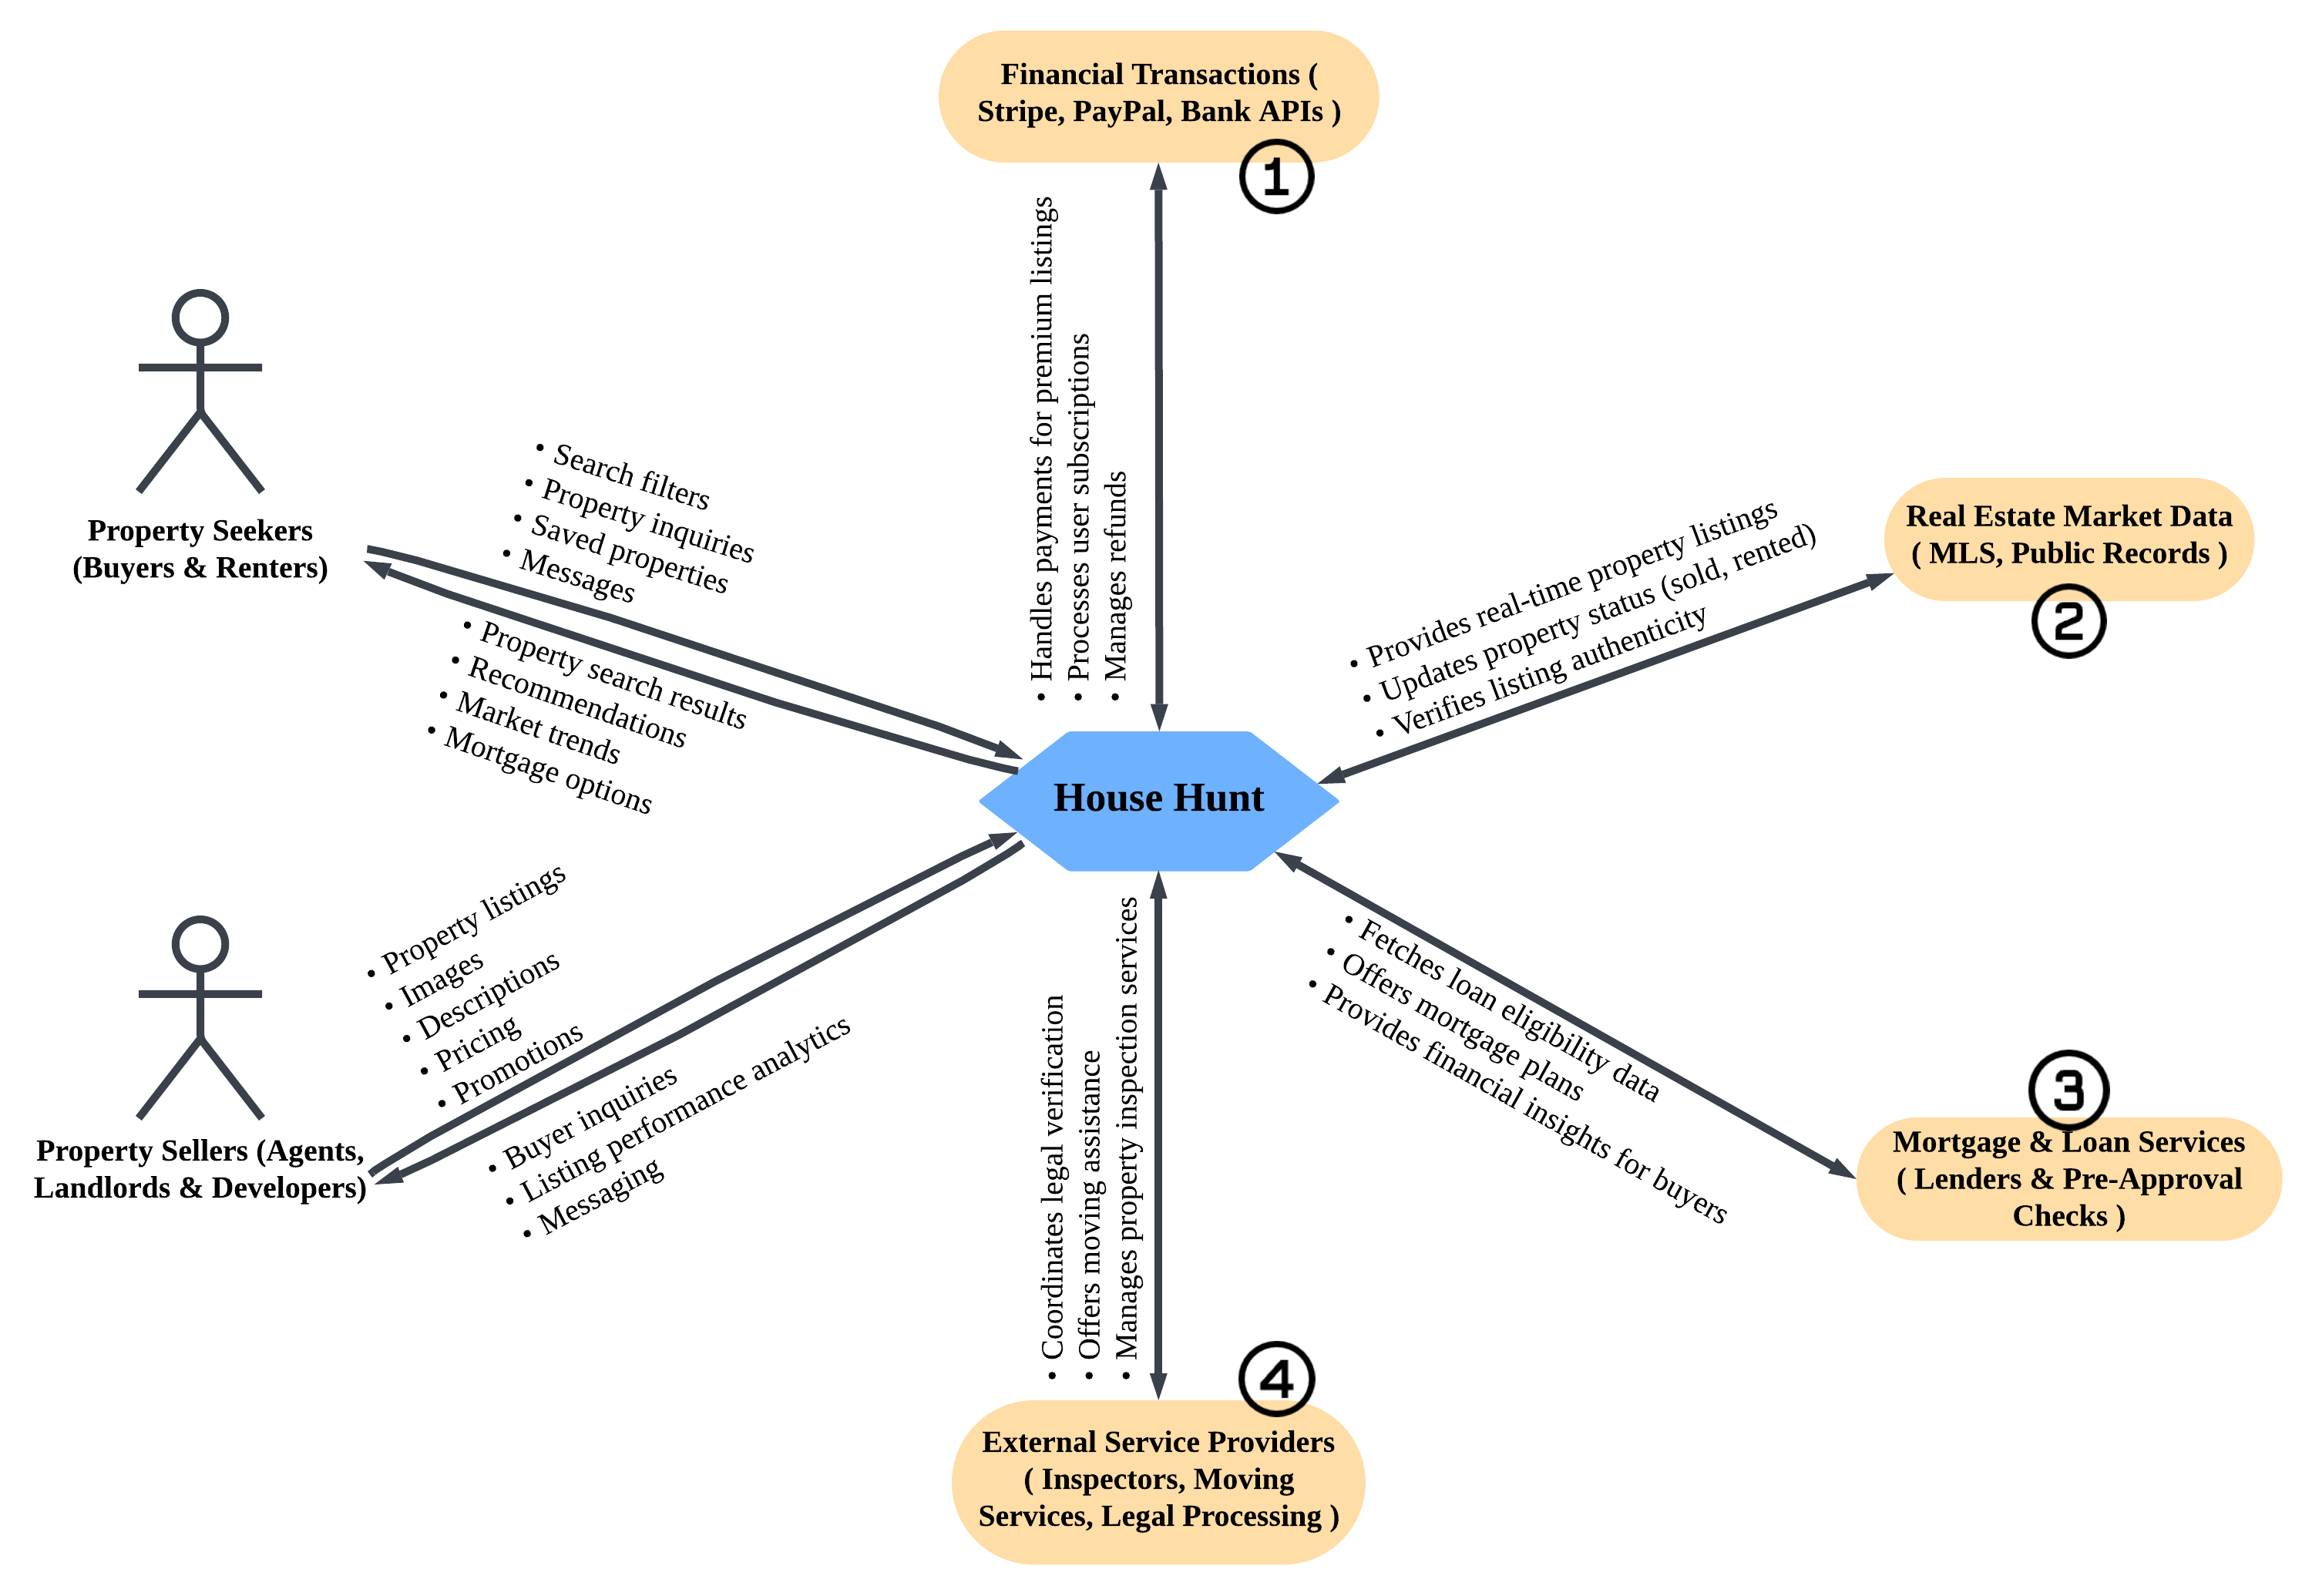 Financial Transactions (
Stripe, PayPal, Bank APIs )
1
• Handles payments for premium listings
• Processes user subscriptions
• Manages refunds
Property Seekers
(Buyers & Renters)
• Search filters
• Property inquiries
• Saved properties
• Messages
• Property search results
• Recommendations
• Market trends
• Mortgage options
• Provides real-time property listings
• Updates property status (sold, rented)
• Verifies listing authenticity
Real Estate Market Data
( MLS, Public Records )
2
House Hunt
Property Sellers (Agents,
Landlords & Developers)
• Property listings
• Images
• Descriptions
• Pricing
• Promotions
• Buyer inquiries
• Listing performance analytics
• Messaging
• Coordinates legal verification
• Offers moving assistance
• Manages property inspection services
• Fetches loan eligibility data
• Offers mortgage plans
• Provides financial insights for buyers
3
Mortgage & Loan Services
( Lenders & Pre-Approval
Checks )
4
External Service Providers
( Inspectors, Moving
Services, Legal Processing )